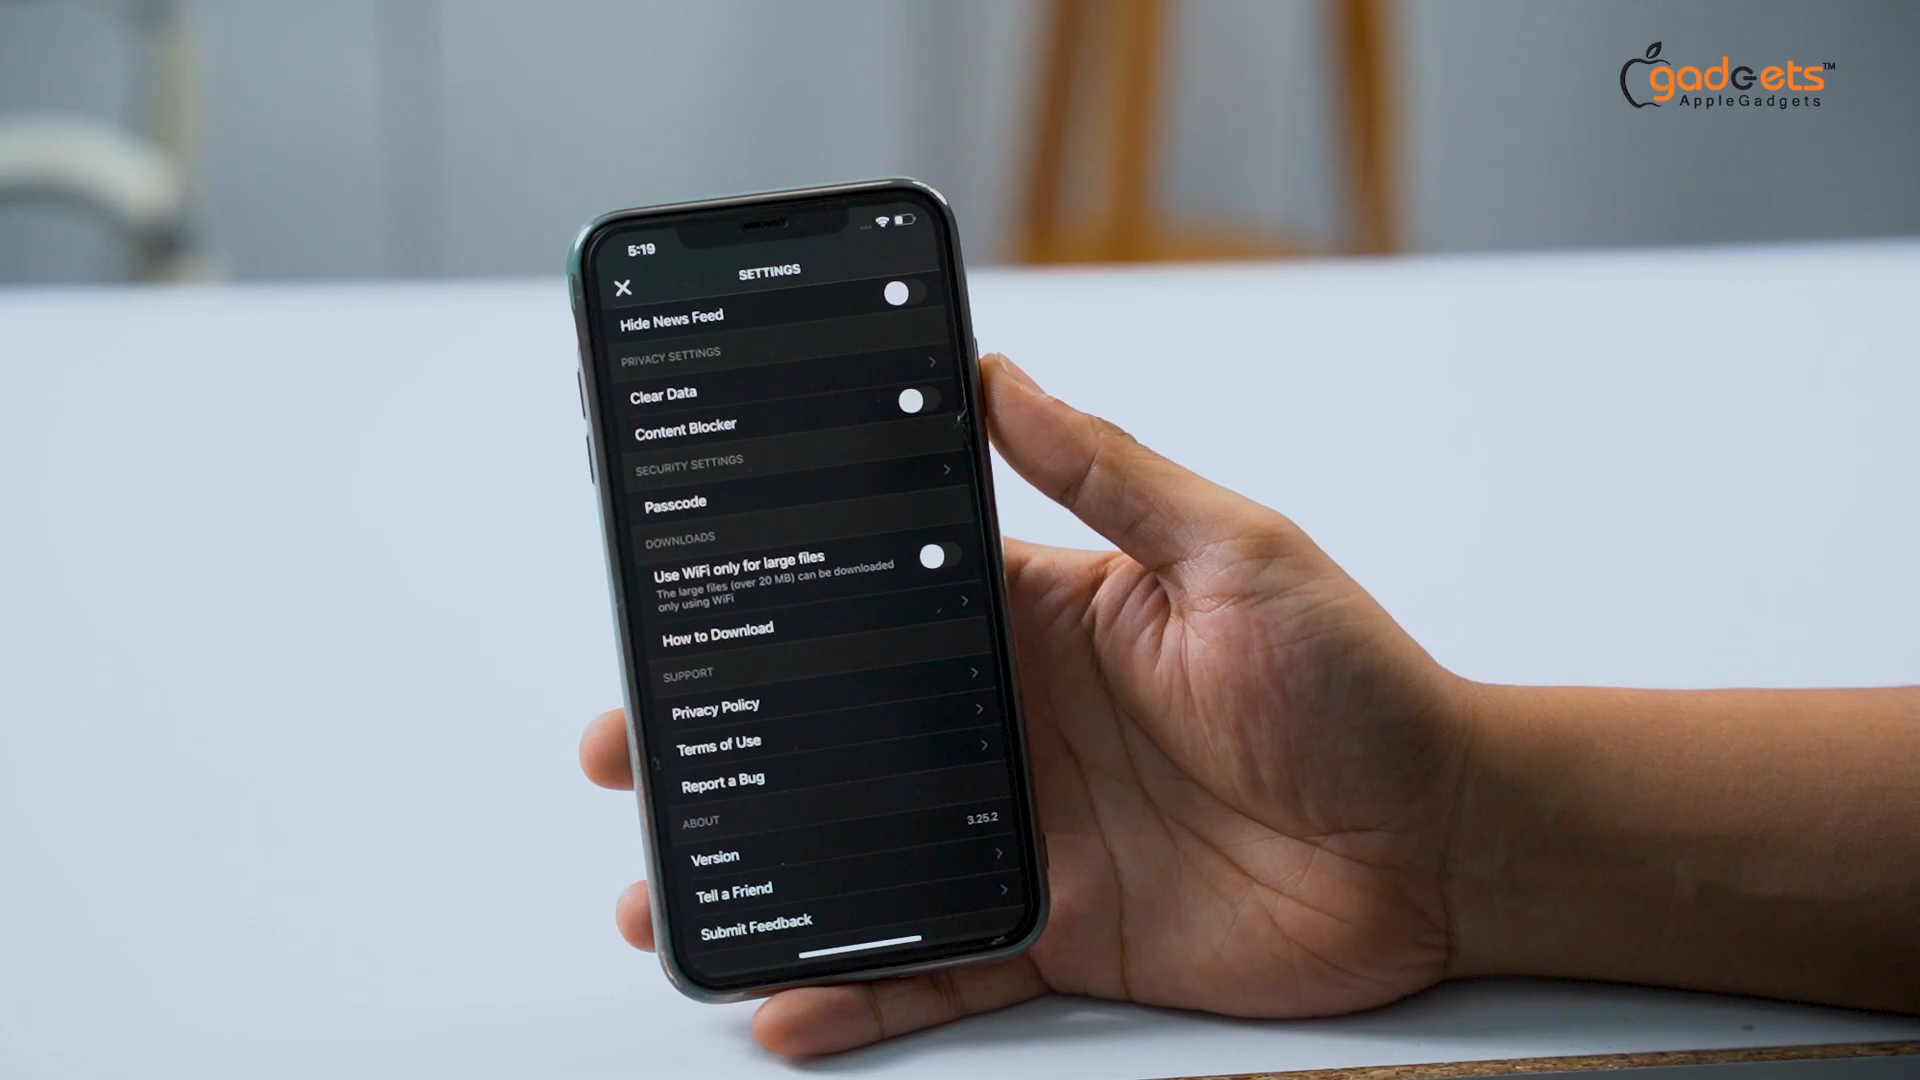 gadgets™
AppleGadgets
5:19
SETTINGS
Hide News Feed
PRIVACY SETTINGS
Clear Data
Content Blocker
SECURITY SETTINGS
Passcode
DOWNLOADS
Use WiFi only for large files
The large files (over 20 MB) can be downloaded
only using WiFi
How to Download
SUPPORT
Privacy Policy
Terms of Use
Report a Bug
ABOUT
Version 3.25.2
Tell a Friend
Submit Feedback